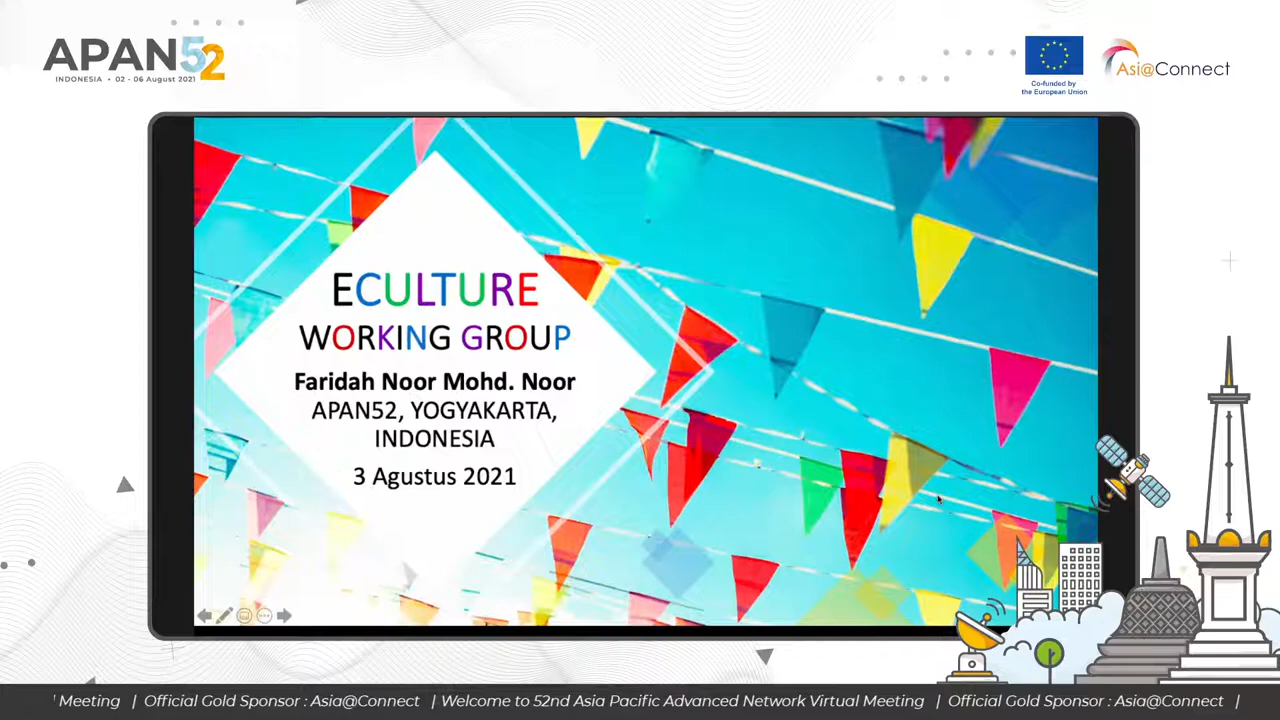 APAN52
INDONESIA • 02 - 06 August 2021
Co-funded by
the European Union
Asi@Connect
ECULTURE
WORKING GROUP
Faridah Noor Mohd. Noor
APAN52, YOGYAKARTA,
INDONESIA
3 Agustus 2021
' Meeting | Official Gold Sponsor : Asia@Connect | Welcome to 52nd Asia Pacific Advanced Network Virtual Meeting | Official Gold Sponsor : Asia@Connect |